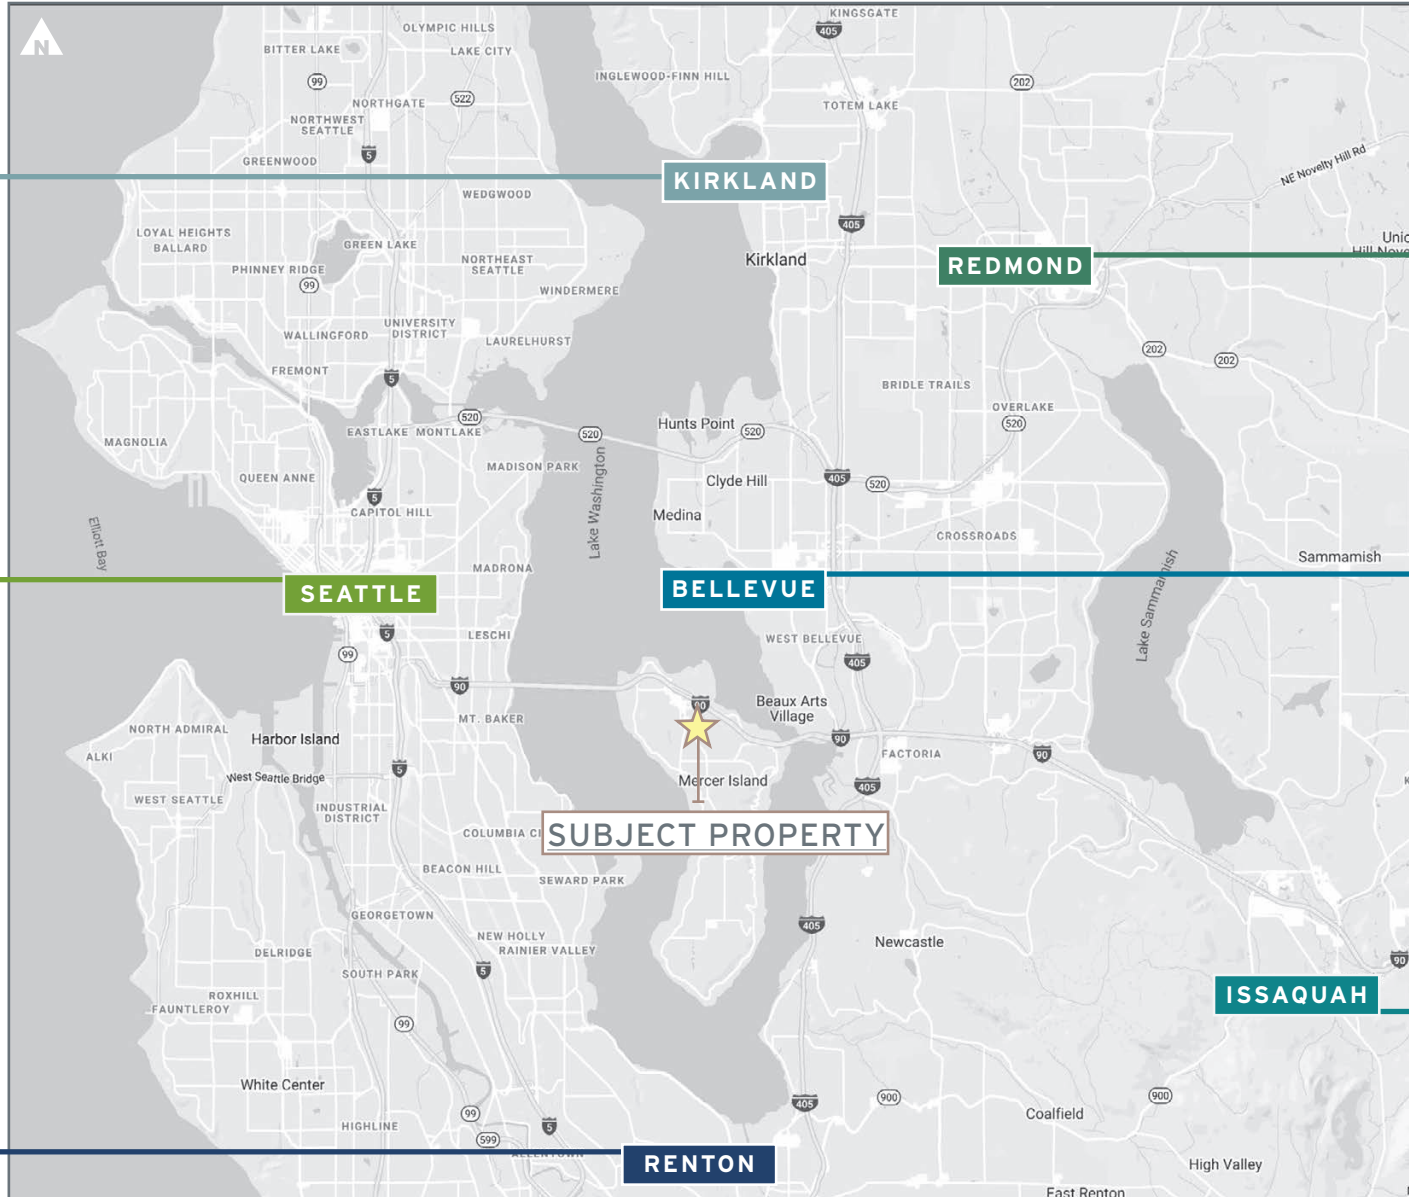 N
KINGSGATE
405
OLYMPIC HILLS
BITTER LAKE
LAKE CITY
INGLEWOOD-FINN HILL
99
202
522
NORTHGATE
TOTEM LAKE
NORTHWEST
SEATTLE
5
GREENWOOD
NE Novelty Hill Rd
KIRKLAND
WEDGWOOD
405
LOYAL HEIGHTS
BALLARD
GREEN LAKE
Kirkland
NORTHEAST
SEATTLE
REDMOND
PHINNEY RIDGE
99
WINDERMERE
UNIVERSITY
DISTRICT
WALLINGFORD
LAURELHURST
202
202
FREMONT
5
BRIDLE TRAILS
OVERLAKE
520
520
520
Hunts Point
520
EASTLAKE
MONTLAKE
MAGNOLIA
MADISON PARK
QUEEN ANNE
Clyde Hill
405
520
5
CAPITOL HILL
Medina
Lake Washington
Elliott Bay
CROSSROADS
MADRONA
Sammamish
SEATTLE
BELLEVUE
Lake Sammamish
5
LESCHI
WEST BELLEVUE
99
405
90
90
Beaux Arts
Village
MT. BAKER
NORTH ADMIRAL
Harbor Island
90
ALKI
FACTORIA
90
5
West Seattle Bridge
Mercer Island
405
WEST SEATTLE
INDUSTRIAL
DISTRICT
COLUMBIA CI
SUBJECT PROPERTY
BEACON HILL
SEWARD PARK
GEORGETOWN
405
NEW HOLLY
RAINIER VALLEY
Newcastle
DELRIDGE
5
SOUTH PARK
90
ROXHILL
FAUNTLEROY
ISSAQUAH
99
White Center
405
900
900
99
Coalfield
HIGHLINE
5
599
ALLENTOWN
RENTON
High Valley
East Renton